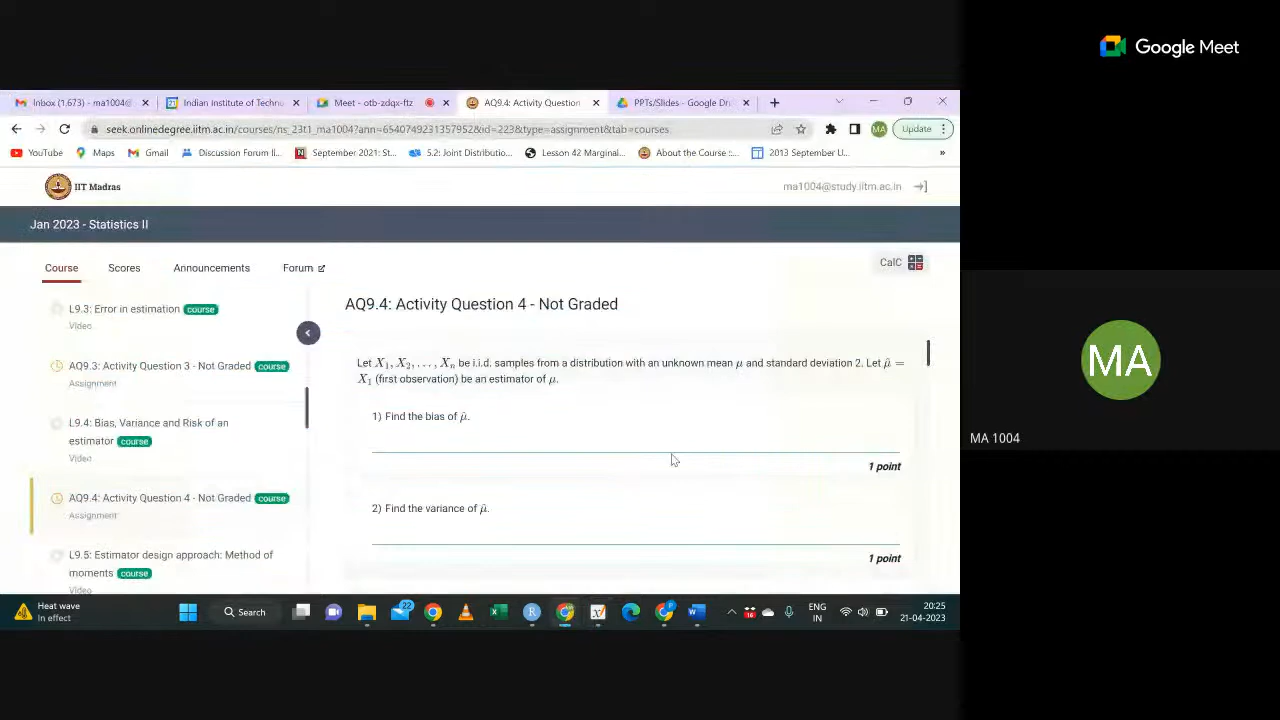 Google Meet
Inbox (1,673) - ma1004@
Indian Institute of Techn
Meet - otb-zdqx-ftz
AQ9.4: Activity Question
PPTs/Slides - Google Dri
seek.onlinedegree.iitm.ac.in/courses/ns_23t1_ma1004?ann=6540749231357952&id=223&type=assignment&tab=courses
MA
Update
YouTube
Maps
Gmail
Discussion Forum (i...
September 2021: St...
5.2: Joint Distributio...
Lesson 42 Marginal...
About the Course :...
2013 September U...
»
IIT Madras
ma1004@study.iitm.ac.in
Jan 2023 - Statistics II
Course
Scores
Announcements
Forum
CalC
L9.3: Error in estimation course
Video
AQ9.3: Activity Question 3 - Not Graded course
Assignment
L9.4: Bias, Variance and Risk of an
estimator course
Video
AQ9.4: Activity Question 4 - Not Graded course
Assignment
L9.5: Estimator design approach: Method of
moments course
Video
AQ9.4: Activity Question 4 - Not Graded
Let X₁, X₂, . . . , Xₙ be i.i.d. samples from a distribution with an unknown mean μ and standard deviation 2. Let μ̂ =
X₁ (first observation) be an estimator of μ.
1) Find the bias of μ̂.
1 point
2) Find the variance of μ̂.
1 point
MA
MA 1004
Heat wave
In effect
Search
22
16
ENG
IN
20:25
21-04-2023